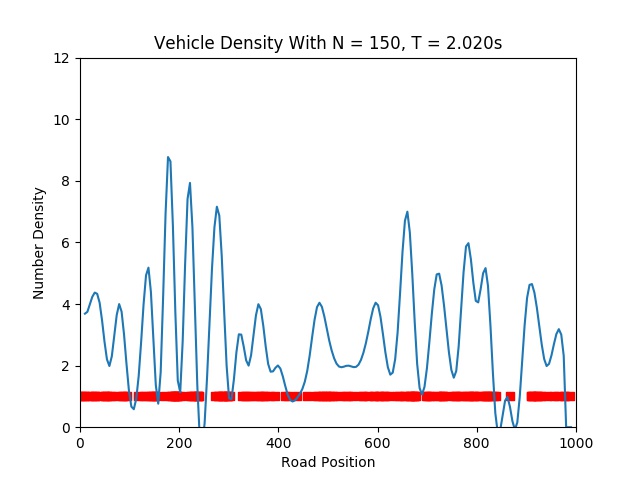 Vehicle Density With N = 150, T = 2.020s
12
10
8
6
4
2
0
Number Density
0 200 400 600 800 1000
Road Position